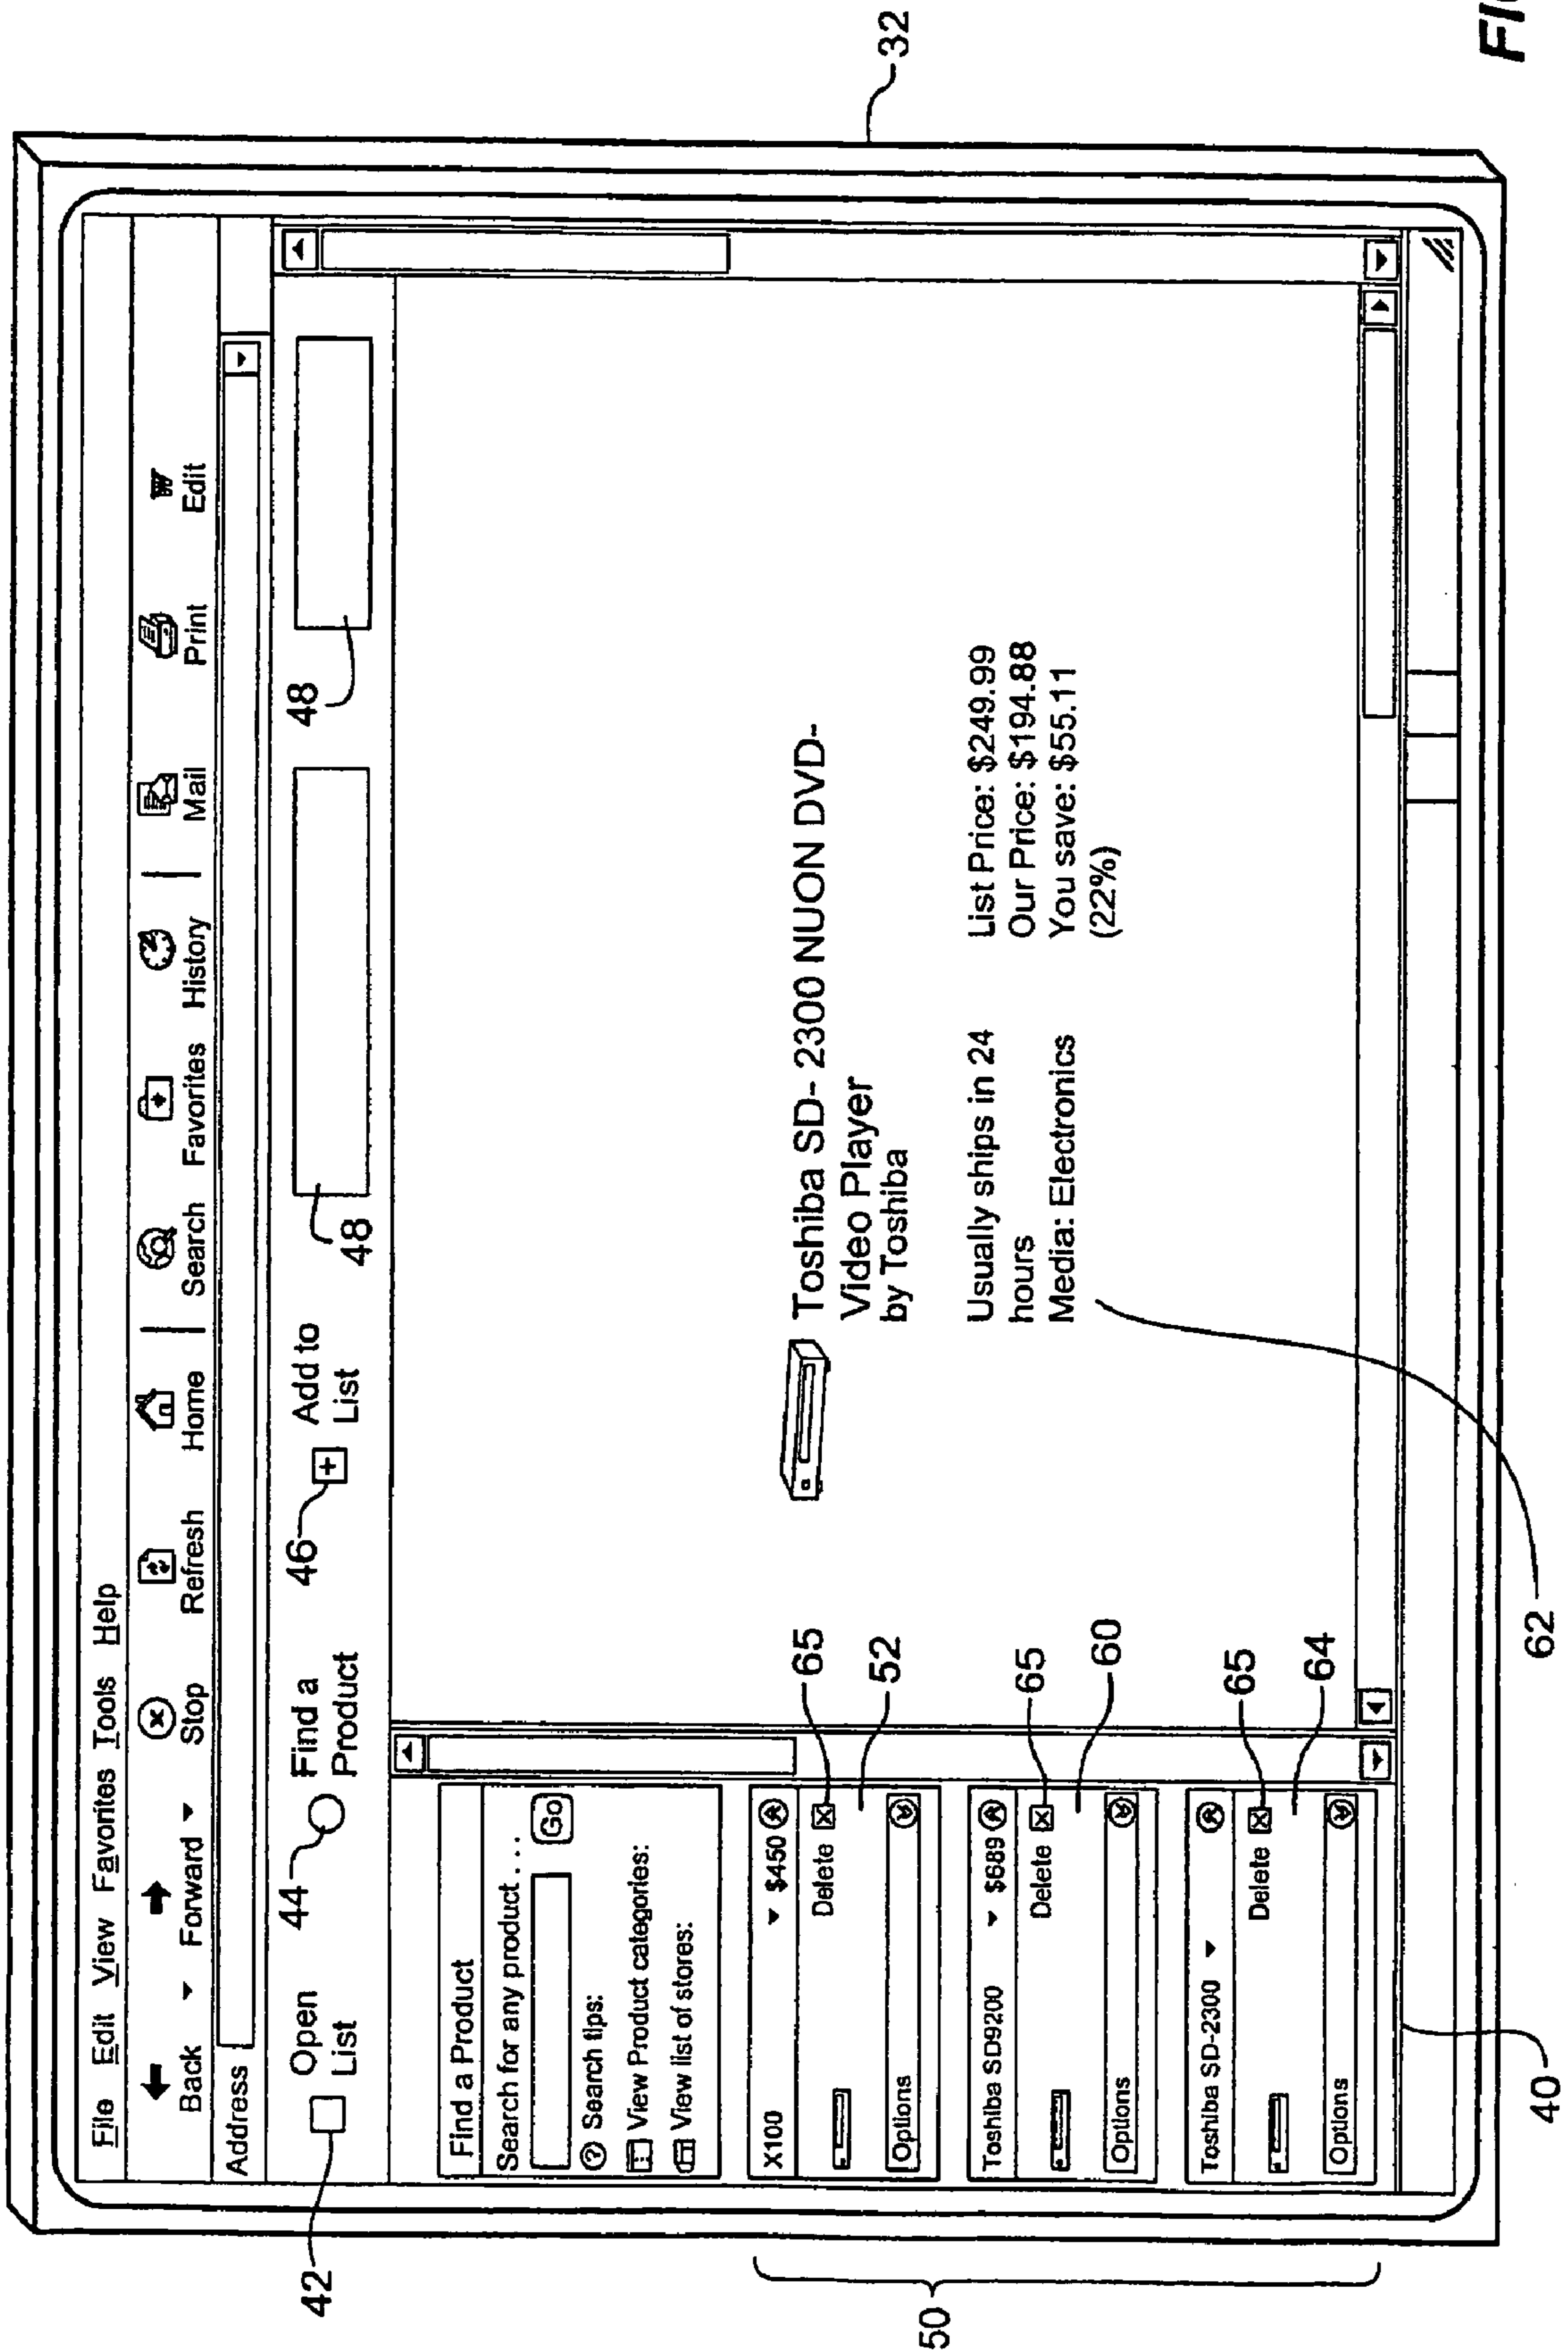 File Edit View Favorites Tools Help
Back Forward Stop Refresh Home Search Favorites History Mail Print Edit
Address
42
Open List
44
Find a Product
46
+ Add to List
48
48
Find a Product
Search for any product . . .
Go
? Search tips:
View Product categories:
View list of stores:
50
X100 $450
Delete X
65
52
Options
Toshiba SD9200 $689
Delete X
65
60
Options
Toshiba SD-2300
Delete X
65
64
Options
Toshiba SD- 2300 NUON DVD-
Video Player
by Toshiba
Usually ships in 24
hours
Media: Electronics
List Price: $249.99
Our Price: $194.88
You save: $55.11
(22%)
32
40
62